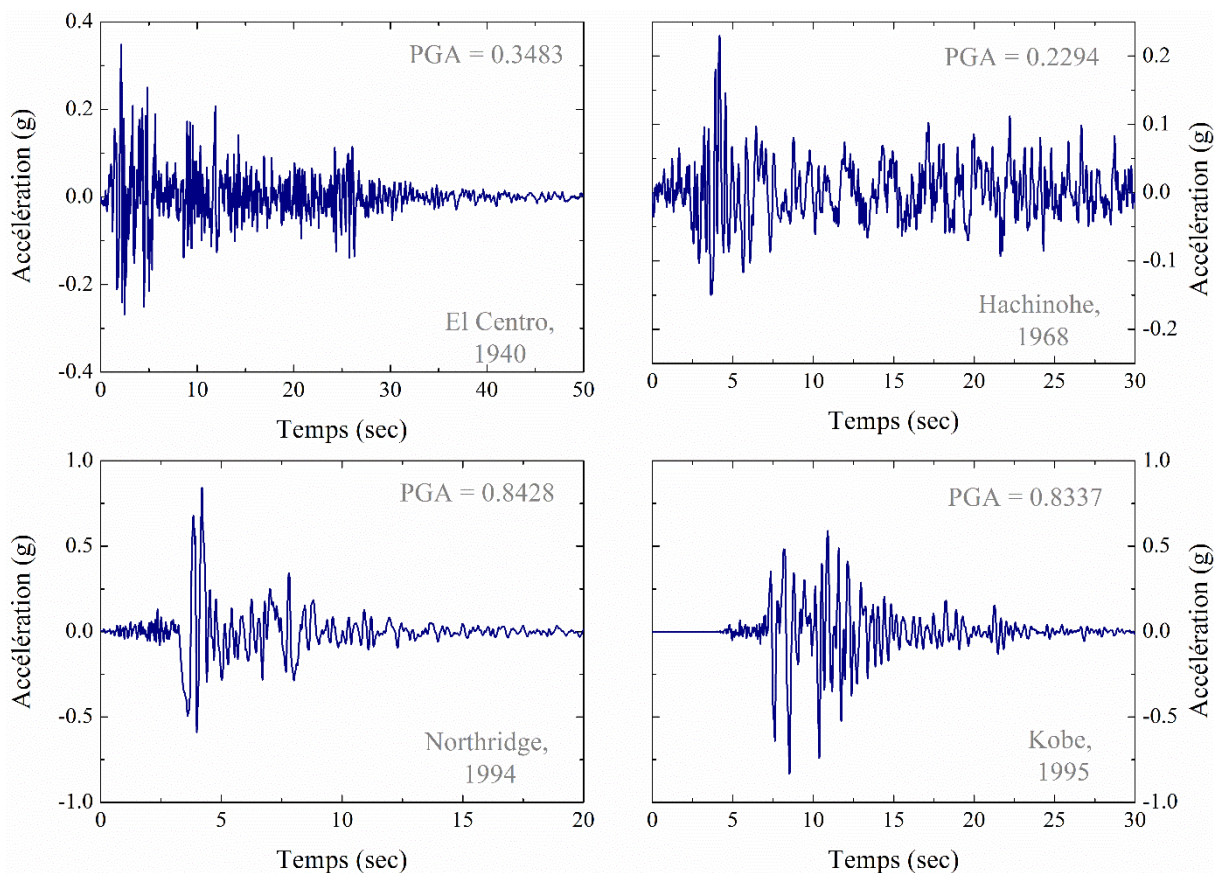 0.4
0.2
0.0
-0.2
-0.4
Accélération (g)
PGA = 0.3483
El Centro,
1940
0 10 20 30 40 50
Temps (sec)
0.2
0.1
0.0
-0.1
-0.2
Accélération (g)
PGA = 0.2294
Hachinohe,
1968
0 5 10 15 20 25 30
Temps (sec)
1.0
0.5
0.0
-0.5
-1.0
Accélération (g)
PGA = 0.8428
Northridge,
1994
0 5 10 15 20
Temps (sec)
1.0
0.5
0.0
-0.5
-1.0
Accélération (g)
PGA = 0.8337
Kobe,
1995
0 5 10 15 20 25 30
Temps (sec)